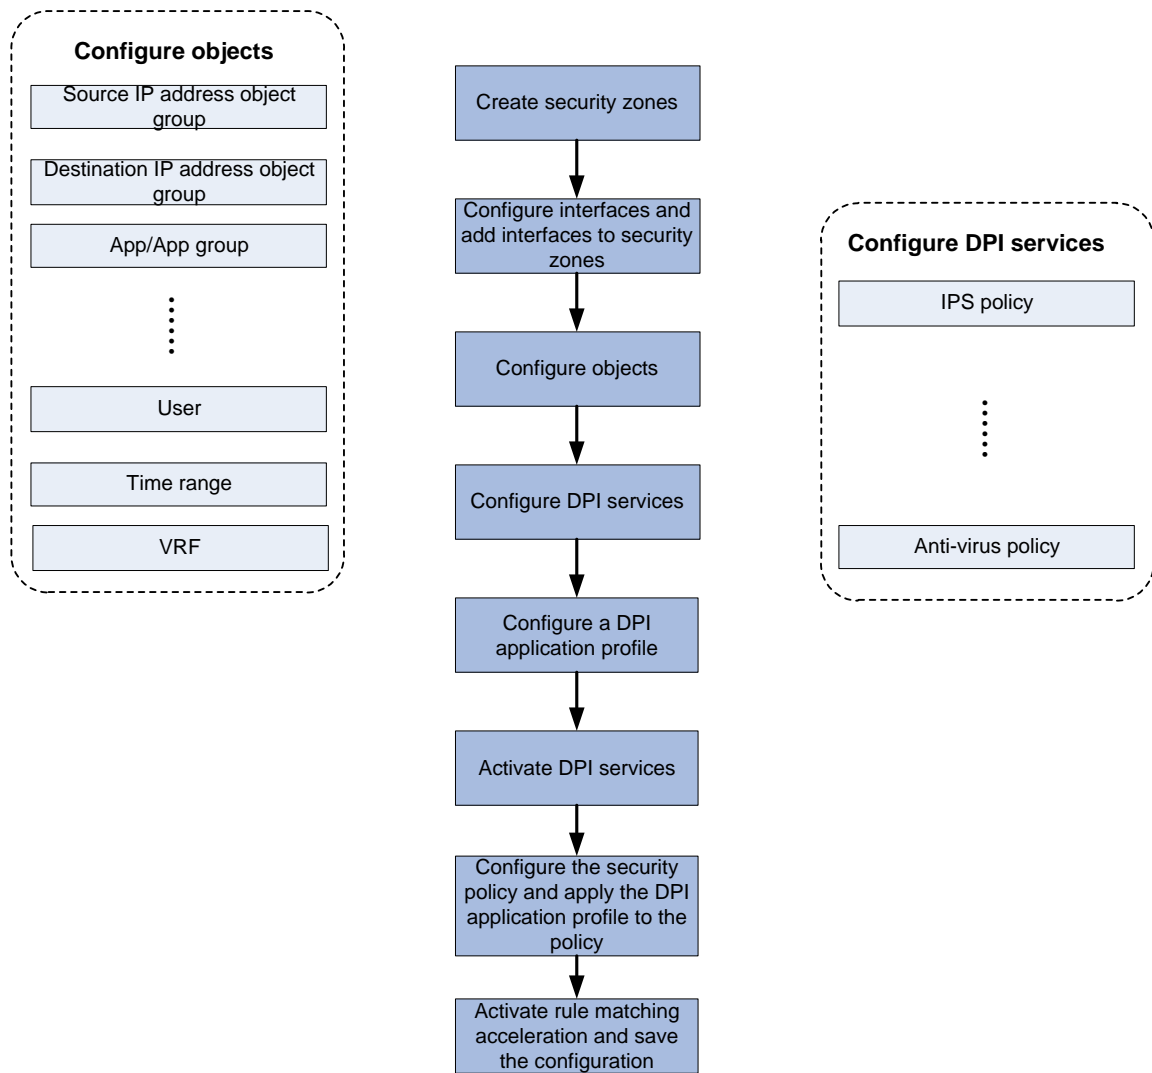 Configure objects
Source IP address object
group
Destination IP address object
group
App/App group
User
Time range
VRF
Create security zones
Configure interfaces and
add interfaces to security
zones
Configure objects
Configure DPI services
Configure a DPI
application profile
Activate DPI services
Configure the security
policy and apply the DPI
application profile to the
policy
Activate rule matching
acceleration and save
the configuration
Configure DPI services
IPS policy
Anti-virus policy